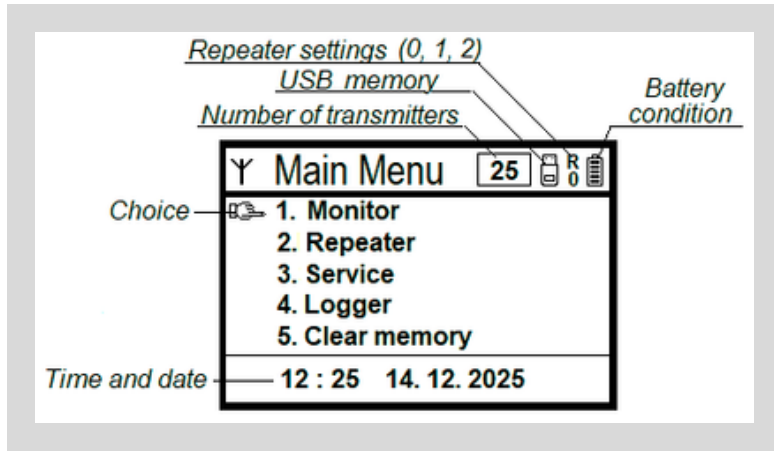 Repeater settings (0, 1, 2)
USB memory
Number of transmitters
Battery
condition
Main Menu 25 R 0
Choice
1. Monitor
2. Repeater
3. Service
4. Logger
5. Clear memory
Time and date
12 : 25 14. 12. 2025